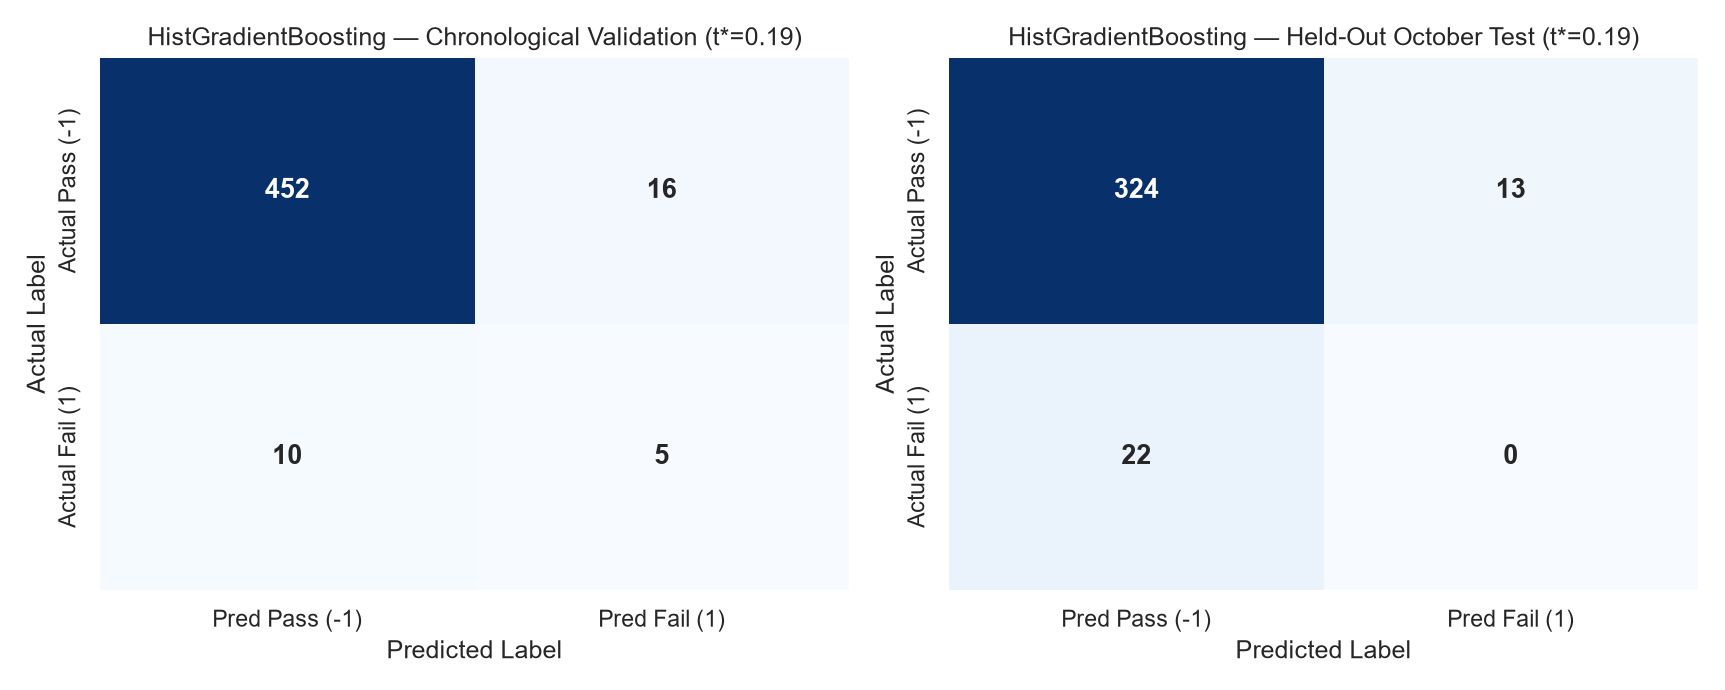 HistGradientBoosting — Chronological Validation (t*=0.19)
Actual Label
Actual Pass (-1)
Actual Fail (1)
452
16
10
5
Pred Pass (-1)
Pred Fail (1)
Predicted Label
HistGradientBoosting — Held-Out October Test (t*=0.19)
Actual Label
Actual Pass (-1)
Actual Fail (1)
324
13
22
0
Pred Pass (-1)
Pred Fail (1)
Predicted Label